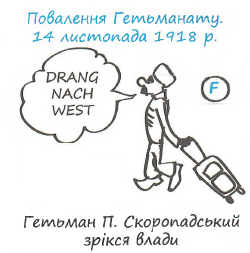 Повалення Гетьманату.
14 листопада 1918 р.
DRANG
NACH
WEST
F
Гетьман П. Скоропадський
зрікся влади